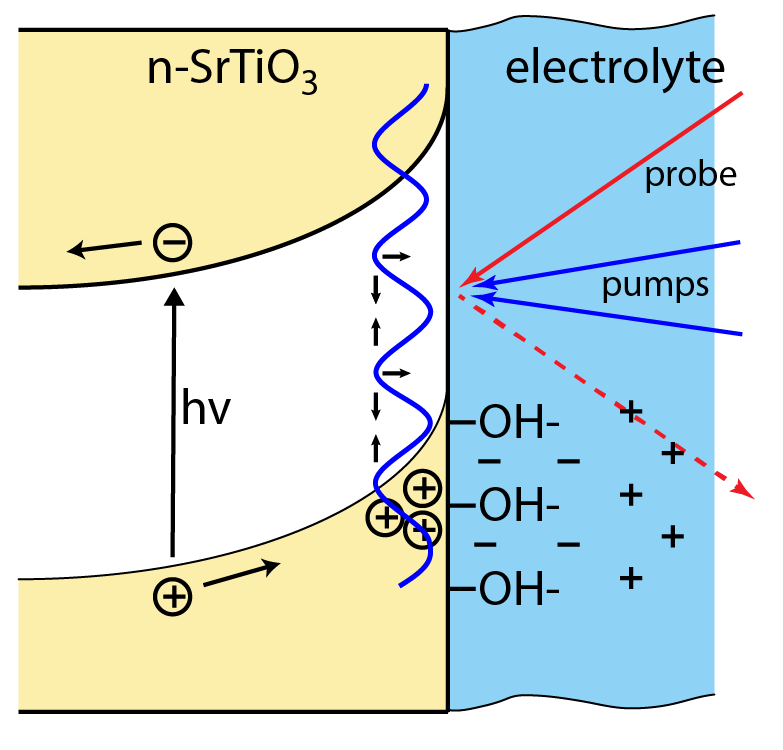 n-SrTiO₃
electrolyte
probe
pumps
hv
−
+
+
+
+
OH-
OH-
OH-
− −
− −
+
+
+
+
+